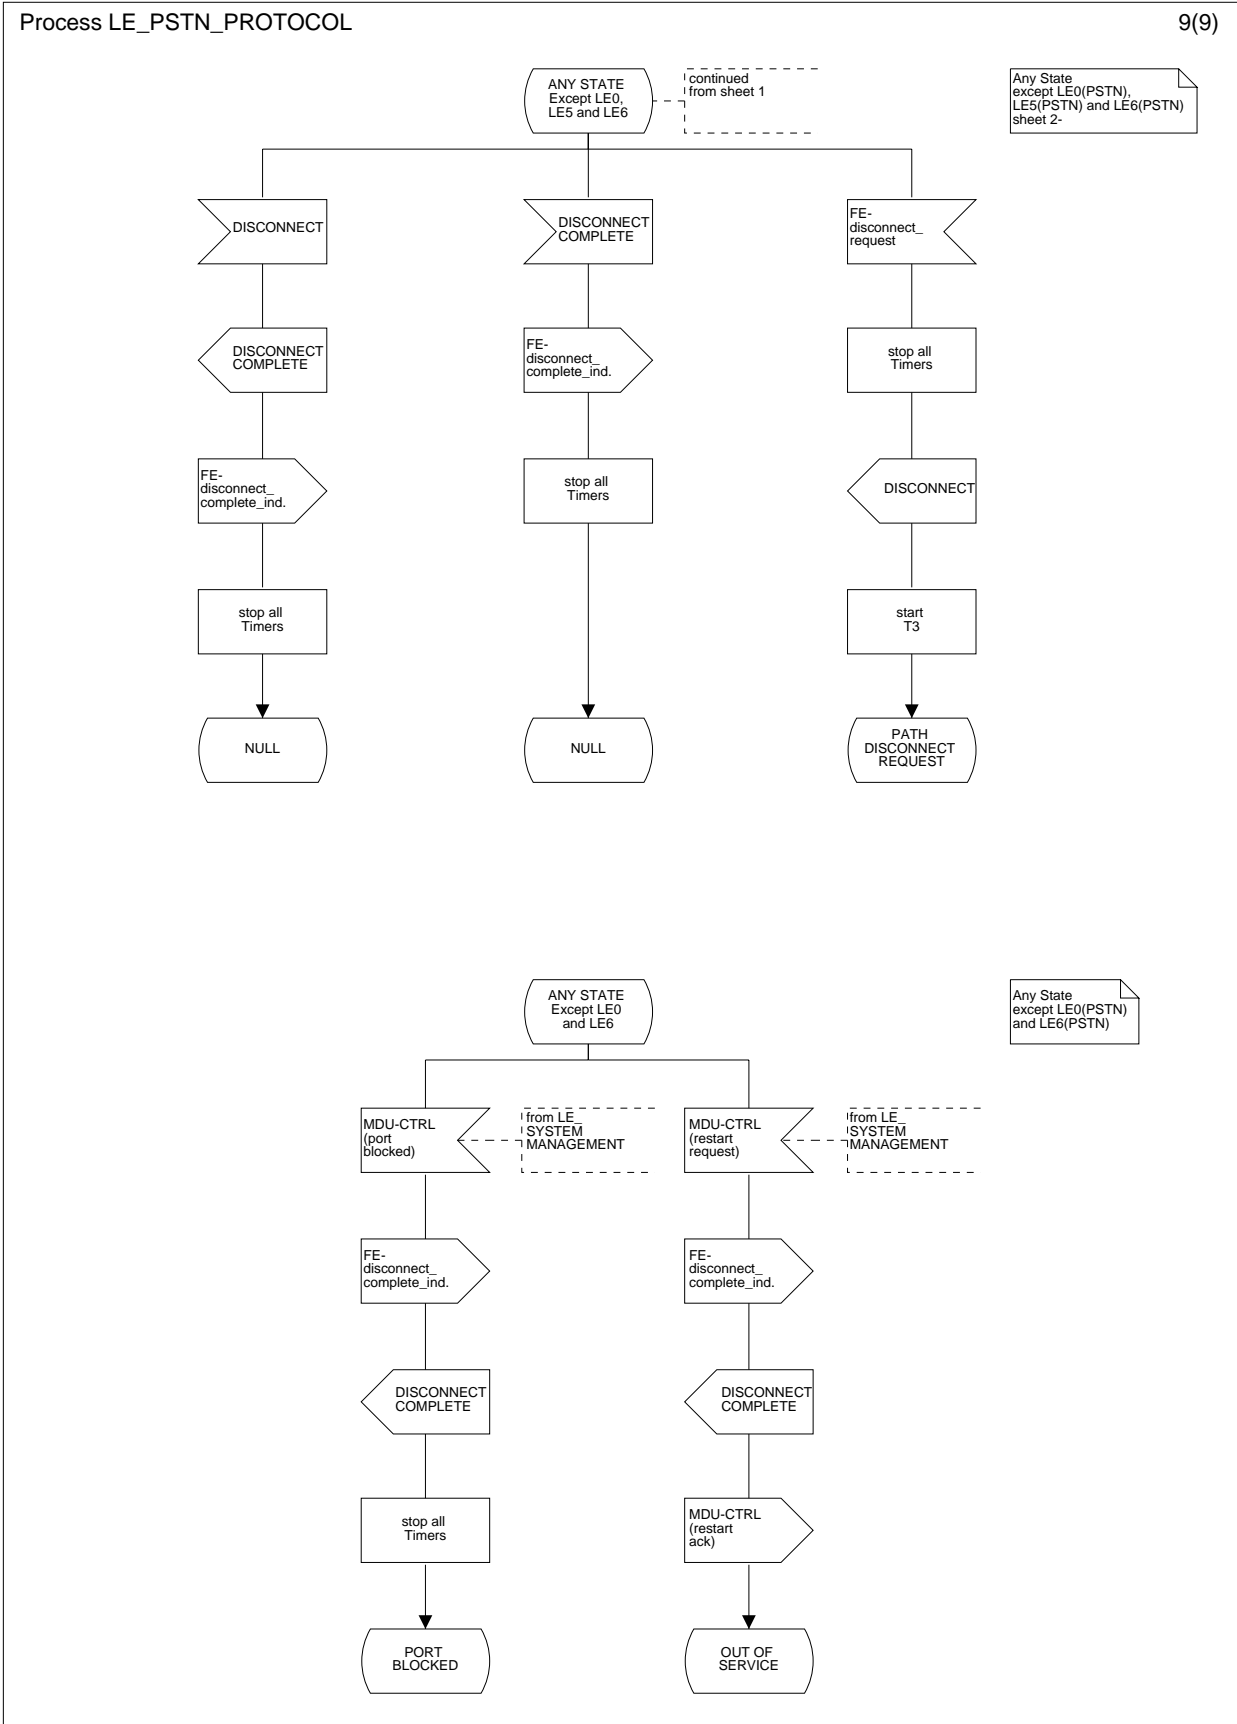 Process LE_PSTN_PROTOCOL
9(9)
ANY STATE
Except LE0,
LE5 and LE6
continued
from sheet 1
Any State
except LE0(PSTN),
LE5(PSTN) and LE6(PSTN)
sheet 2-
DISCONNECT
DISCONNECT
COMPLETE
FE-
disconnect_
request
DISCONNECT
COMPLETE
FE-
disconnect_
complete_ind.
stop all
Timers
FE-
disconnect_
complete_ind.
stop all
Timers
DISCONNECT
stop all
Timers
start
T3
NULL
NULL
PATH
DISCONNECT
REQUEST
ANY STATE
Except LE0
and LE6
Any State
except LE0(PSTN)
and LE6(PSTN)
MDU-CTRL
(port
blocked)
from LE_
SYSTEM
MANAGEMENT
MDU-CTRL
(restart
request)
from LE_
SYSTEM
MANAGEMENT
FE-
disconnect_
complete_ind.
FE-
disconnect_
complete_ind.
DISCONNECT
COMPLETE
DISCONNECT
COMPLETE
stop all
Timers
MDU-CTRL
(restart
ack)
PORT
BLOCKED
OUT OF
SERVICE